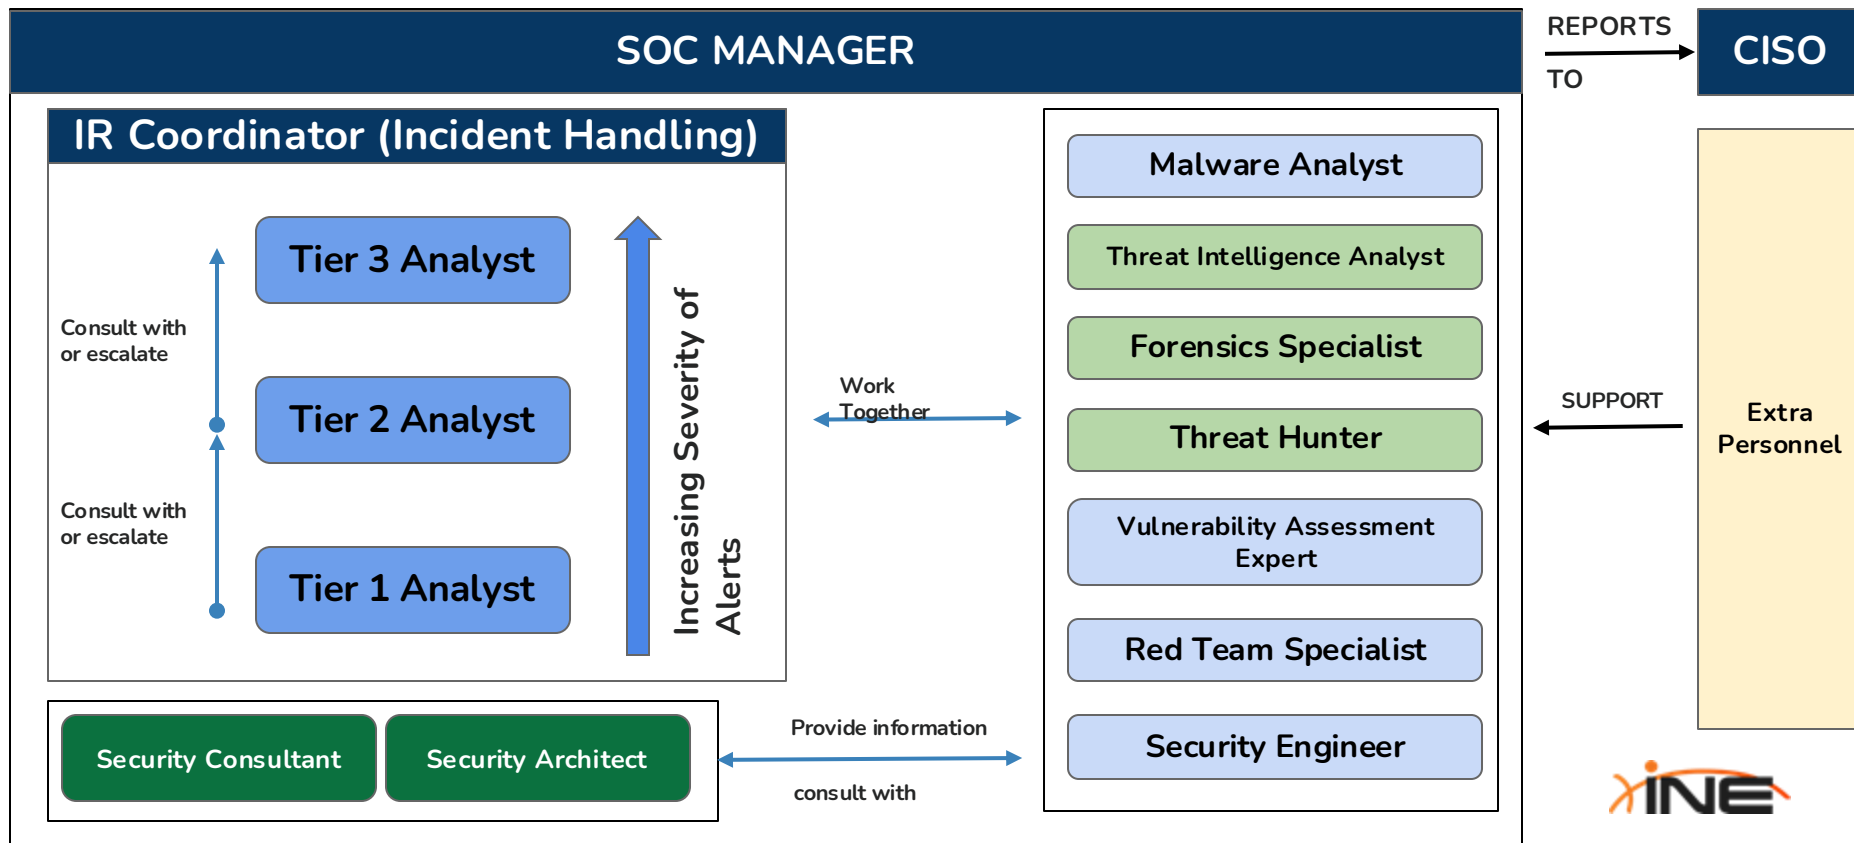 SOC MANAGER
REPORTS
TO
CISO
IR Coordinator (Incident Handling)
Tier 3 Analyst
Consult with
or escalate
Tier 2 Analyst
Consult with
or escalate
Tier 1 Analyst
Increasing Severity of
Alerts
Work
Together
Malware Analyst
Threat Intelligence Analyst
Forensics Specialist
Threat Hunter
Vulnerability Assessment
Expert
Red Team Specialist
Security Engineer
SUPPORT
Extra
Personnel
Security Consultant
Security Architect
Provide information
consult with
INE